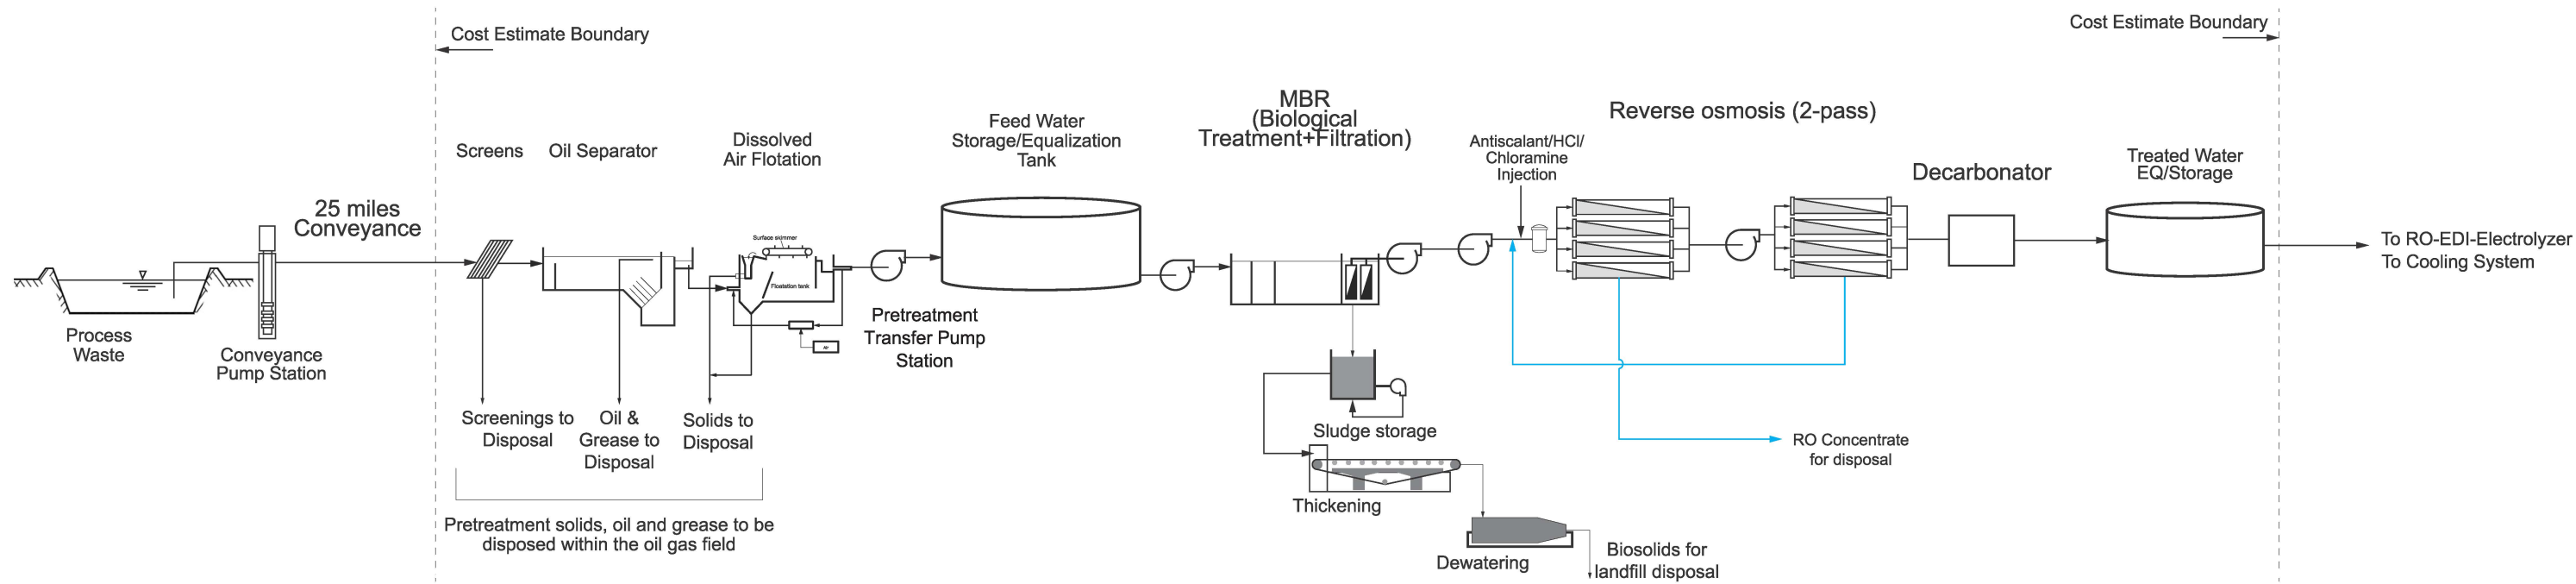 Cost Estimate Boundary
Cost Estimate Boundary
MBR
(Biological
Treatment+Filtration)
Reverse osmosis (2-pass)
Feed Water
Storage/Equalization
Tank
Dissolved
Air Flotation
Screens
Oil Separator
Antiscalant/HCl/
Chloramine
Injection
Treated Water
EQ/Storage
Decarbonator
25 miles
Conveyance
Surface skimmer
Floatation tank
Air
To RO-EDI-Electrolyzer
To Cooling System
Process
Waste
Conveyance
Pump Station
Pretreatment
Transfer Pump
Station
Screenings to
Disposal
Oil &
Grease to
Disposal
Solids to
Disposal
Sludge storage
RO Concentrate
for disposal
Thickening
Pretreatment solids, oil and grease to be
disposed within the oil gas field
Dewatering
Biosolids for
landfill disposal